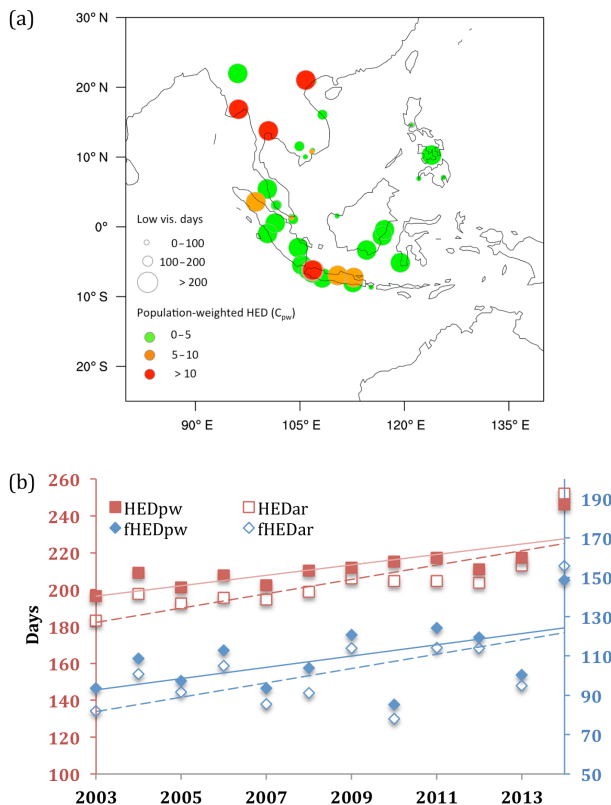 (a)
30° N
20° N
10° N
0°
10° S
20° S
Low vis. days
0–100
100–200
> 200
Population-weighted HED (Cpw)
0–5
5–10
> 10
90° E
105° E
120° E
135° E
(b)
260
240
220
200
180
160
140
120
100
Days
HEDpw
HEDar
fHEDpw
fHEDar
190
170
150
130
110
90
70
50
2003
2005
2007
2009
2011
2013